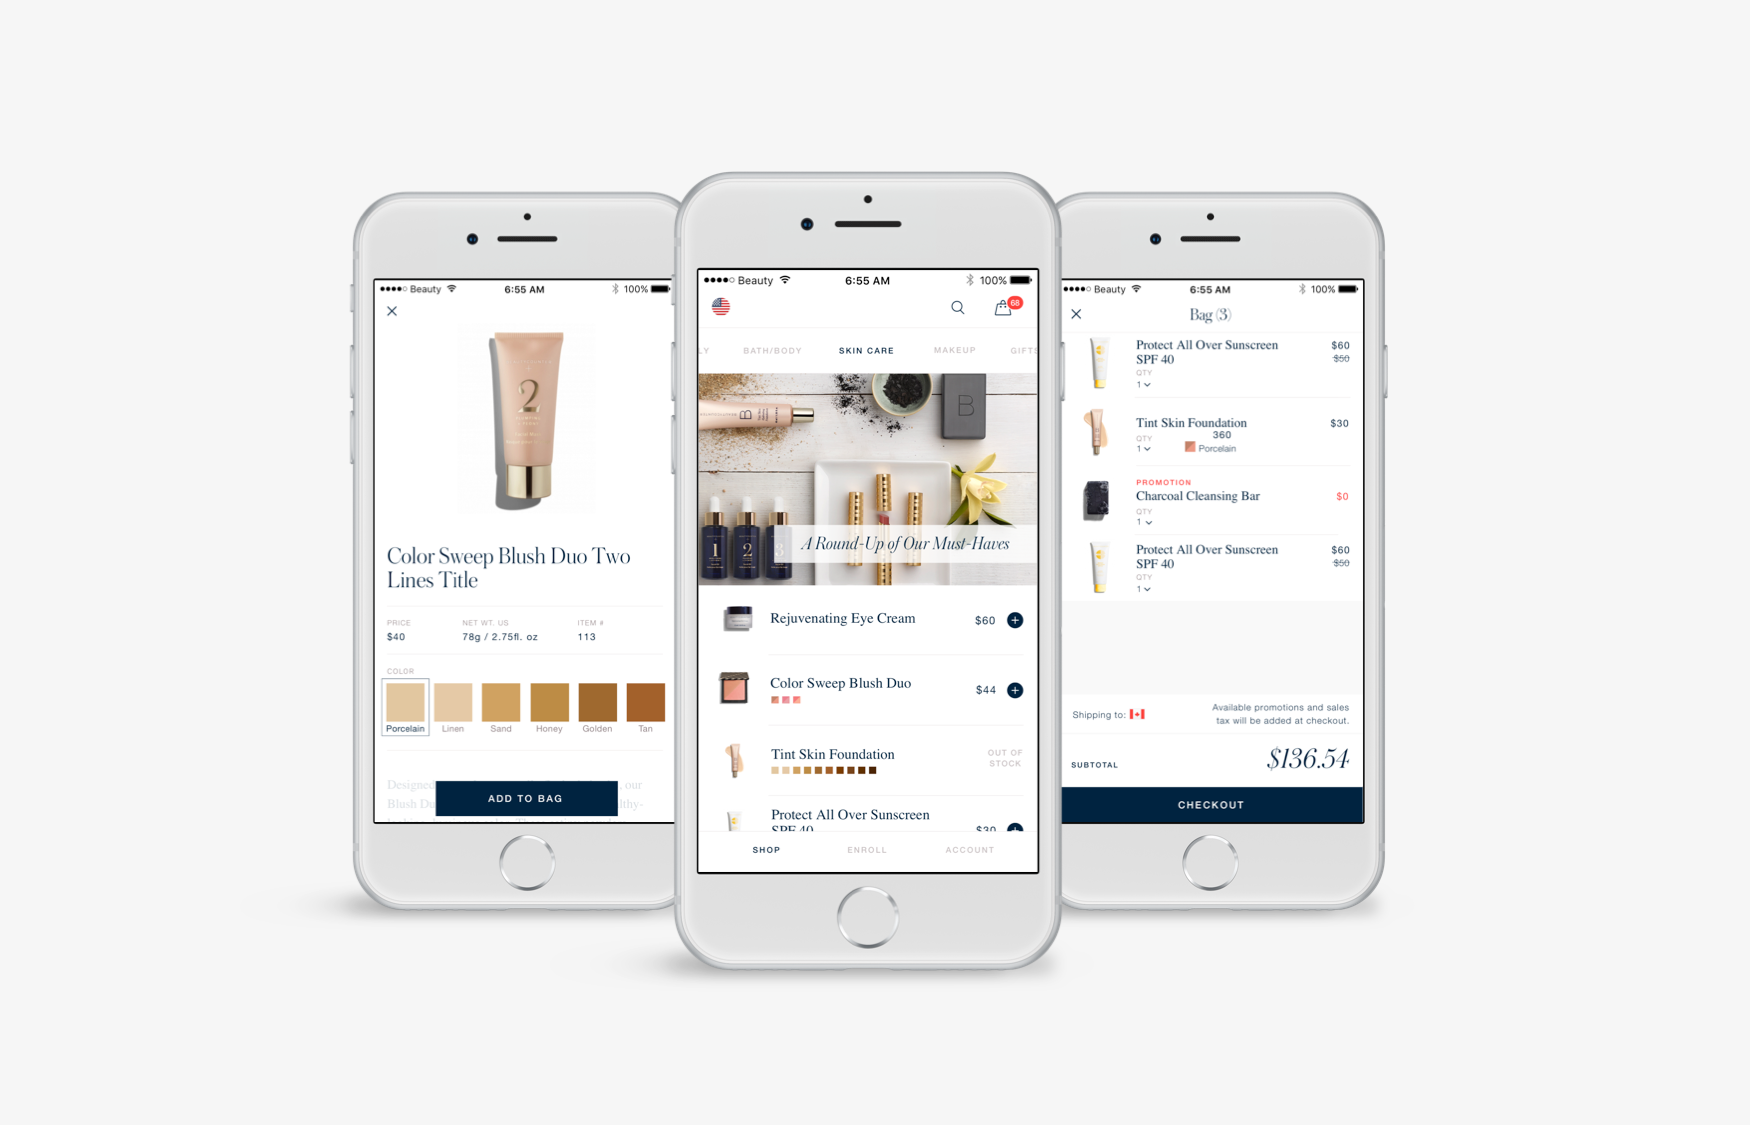 Beauty
6:55 AM
100%
2
Color Sweep Blush Duo Two
Lines Title
PRICE
NET WT. US
ITEM #
$40
78g / 2.75fl. oz
113
COLOR
Porcelain
Linen
Sand
Honey
Golden
Tan
Designed
our
Blush Du
lthy-
ADD TO BAG
Beauty
6:55 AM
100%
68
LY
BATH/BODY
SKIN CARE
MAKEUP
GIFTS
B
B
1
2
3
A Round-Up of Our Must-Haves
Rejuvenating Eye Cream
$60
Color Sweep Blush Duo
$44
Tint Skin Foundation
OUT OF
STOCK
Protect All Over Sunscreen
SPF 40
$30
SHOP
ENROLL
ACCOUNT
Beauty
6:55 AM
100%
Bag (3)
Protect All Over Sunscreen
$60
SPF 40
$50
QTY
1
Tint Skin Foundation
$30
QTY
360
1
Porcelain
PROMOTION
Charcoal Cleansing Bar
$0
QTY
1
Protect All Over Sunscreen
$60
SPF 40
$50
QTY
1
Shipping to:
Available promotions and sales
tax will be added at checkout.
SUBTOTAL
$136.54
CHECKOUT